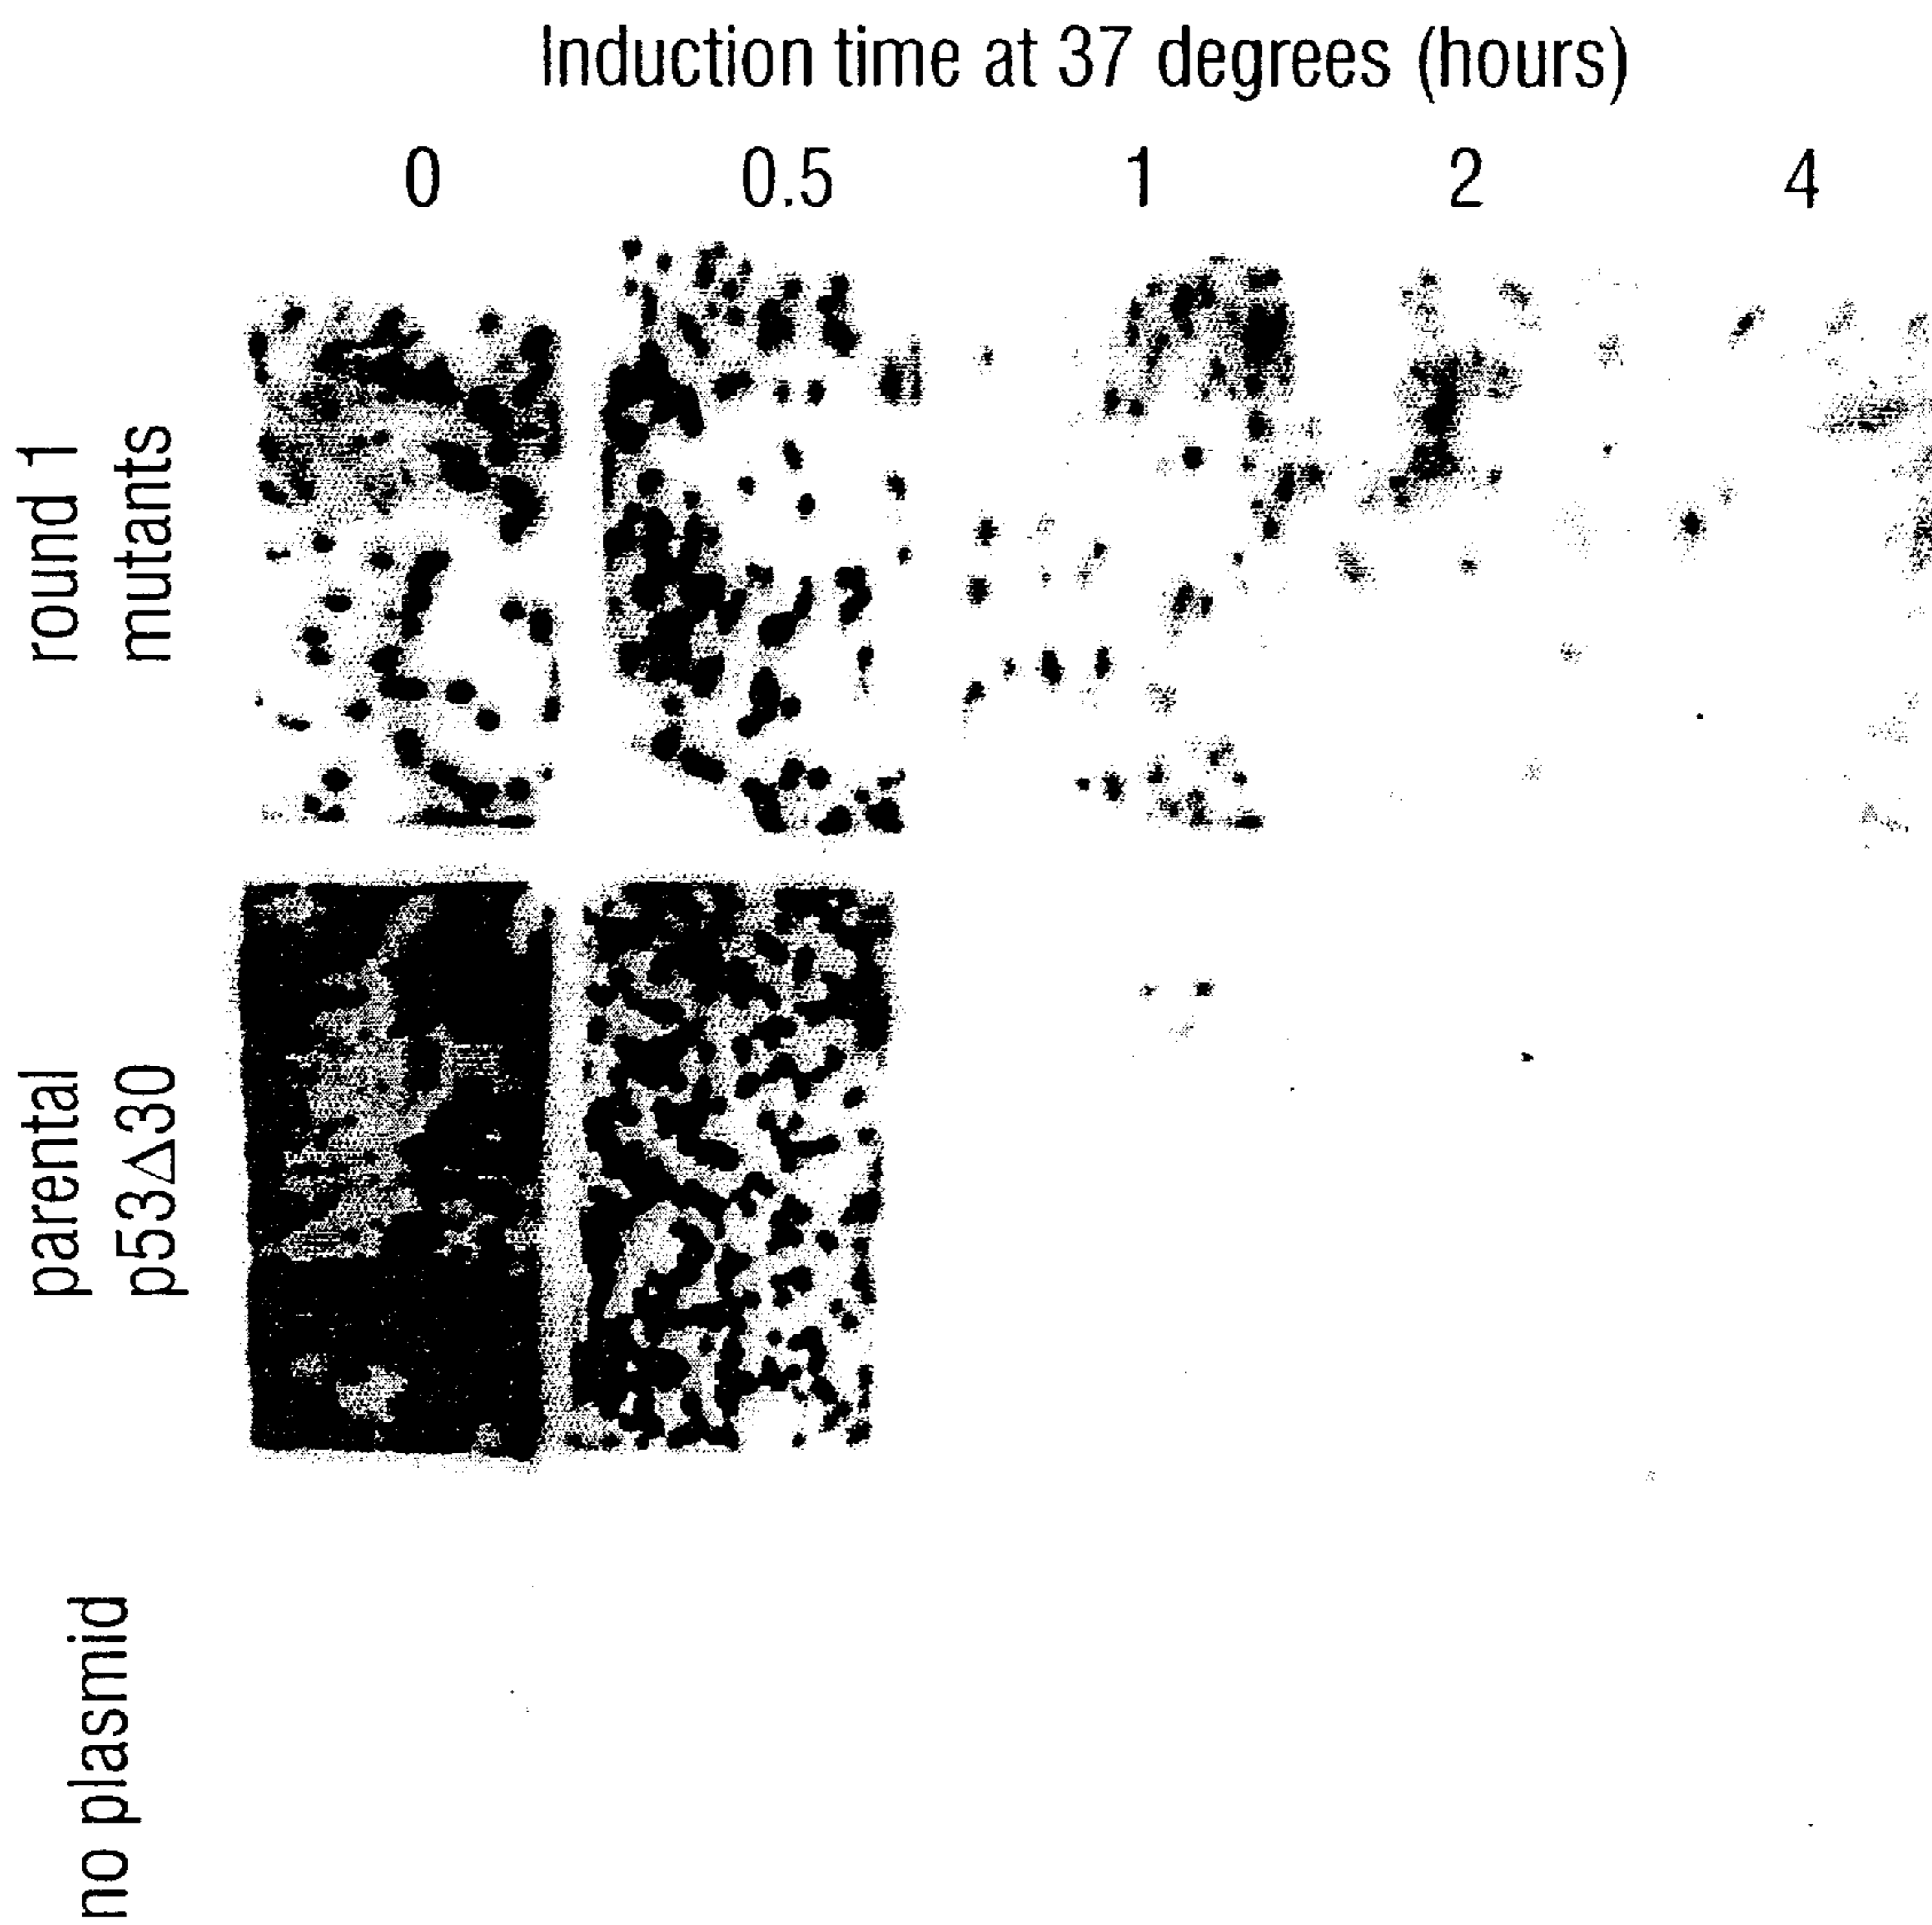 Induction time at 37 degrees (hours)
0 0.5 1 2 4
round 1
mutants
parental
p53Δ30
no plasmid